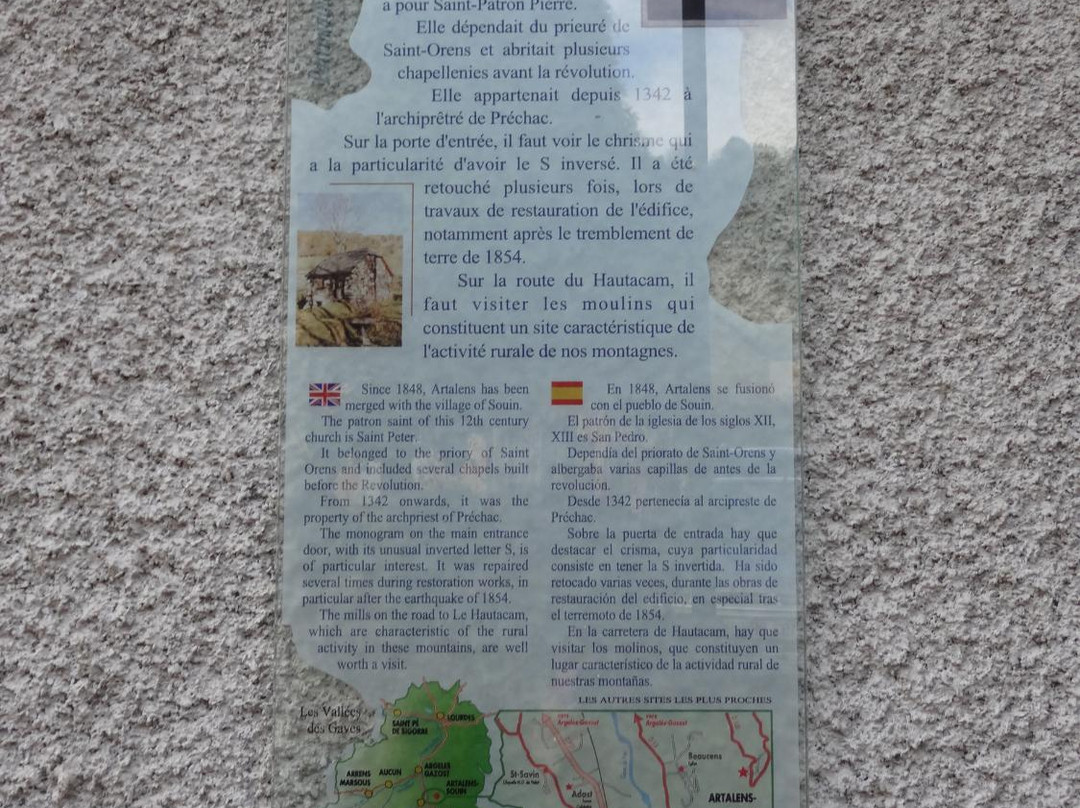 a pour Saint-Patron Pierre.
Elle dépendait du prieuré de
Saint-Orens et abritait plusieurs
chapellenies avant la révolution.
Elle appartenait depuis 1342 à
l'archiprêtré de Préchac.
Sur la porte d'entrée, il faut voir le chrisme qui
a la particularité d'avoir le S inversé. Il a été
retouché plusieurs fois, lors de
travaux de restauration de l'édifice,
notamment après le tremblement de
terre de 1854.
Sur la route du Hautacam, il
faut visiter les moulins qui
constituent un site caractéristique de
l'activité rurale de nos montagnes.
Since 1848, Artalens has been
merged with the village of Souin.
The patron saint of this 12th century
church is Saint Peter.
It belonged to the priory of Saint
Orens and included several chapels built
before the Revolution.
From 1342 onwards, it was the
property of the archpriest of Préchac.
The monogram on the main entrance
door, with its unusual inverted letter S, is
of particular interest. It was repaired
several times during restoration works, in
particular after the earthquake of 1854.
The mills on the road to Le Hautacam,
which are characteristic of the rural
activity in these mountains, are well
worth a visit.
En 1848, Artalens se fusionó
con el pueblo de Souin.
El patrón de la iglesia de los siglos XII,
XIII es San Pedro.
Dependía del priorato de Saint-Orens y
albergaba varias capillas de antes de la
revolución.
Desde 1342 pertenecía al arcipreste de
Préchac.
Sobre la puerta de entrada hay que
destacar el crisma, cuya particularidad
consiste en tener la S invertida. Ha sido
retocado varias veces, durante las obras de
restauración del edificio, en especial tras
el terremoto de 1854.
En la carretera de Hautacam, hay que
visitar los molinos, que constituyen un
lugar característico de la actividad rural de
nuestras montañas.
LES AUTRES SITES LES PLUS PROCHES
Les Vallées
des Gaves
SAINT PÉ
DE BIGORRE
LOURDES
ARRENS
MARSOUS
AUCUN
ARGELES
GAZOST
ARTALENS-
SOUIN
Argelès-Gazost
Argelès-Gazost
St-Savin
Adast
Beaucens
ARTALENS-